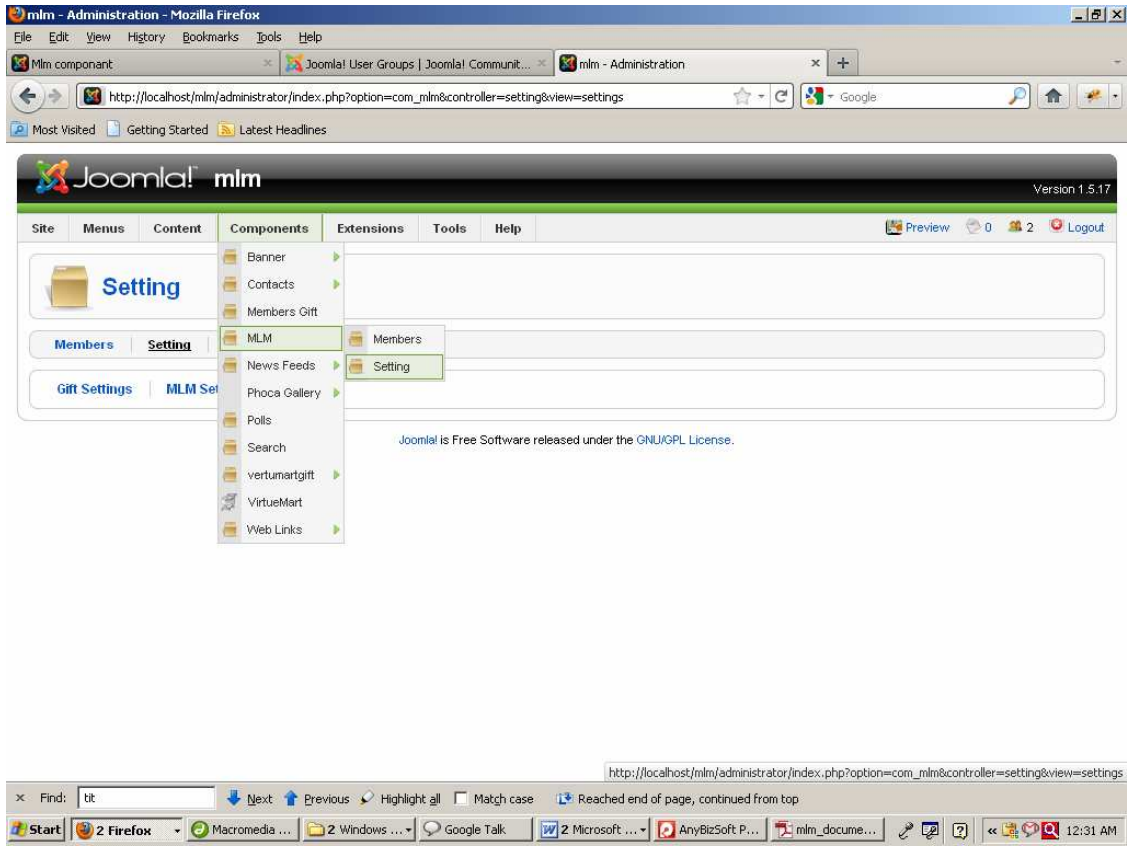 mlm - Administration - Mozilla Firefox
File Edit View History Bookmarks Tools Help
Mlm componant
Joomla! User Groups | Joomla! Communit...
mlm - Administration
http://localhost/mlm/administrator/index.php?option=com_mlm&controller=setting&view=settings
Google
Most Visited Getting Started Latest Headlines
Joomla! mlm
Version 1.5.17
Site Menus Content Components Extensions Tools Help
Preview 0 2 Logout
Setting
Members Setting
Gift Settings MLM Set
Banner
Contacts
Members Gift
MLM
News Feeds
Phoca Gallery
Polls
Search
vertumartgift
VirtueMart
Web Links
Members
Setting
Joomla! is Free Software released under the GNU/GPL License.
http://localhost/mlm/administrator/index.php?option=com_mlm&controller=setting&view=settings
× Find: tit Next Previous Highlight all Match case Reached end of page, continued from top
Start 2 Firefox Macromedia ... 2 Windows ... Google Talk 2 Microsoft ... AnyBizSoft P... mlm_docume... 12:31 AM